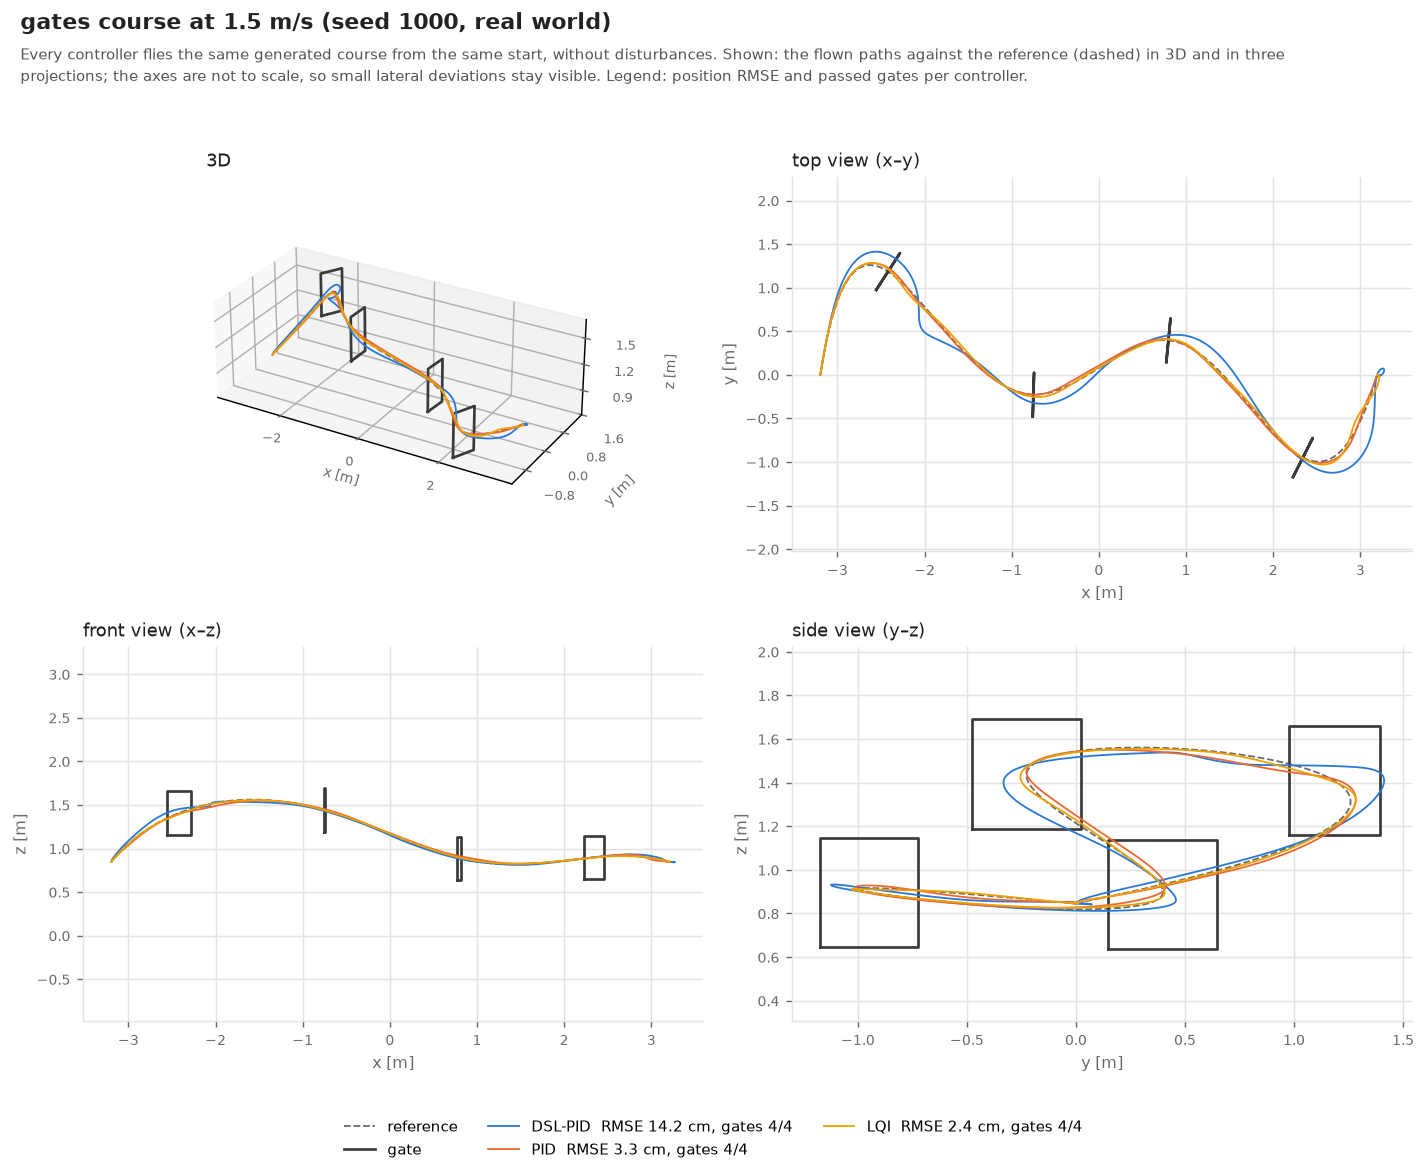 gates course at 1.5 m/s (seed 1000, real world)
Every controller flies the same generated course from the same start, without disturbances. Shown: the flown paths against the reference (dashed) in 3D and in three
projections; the axes are not to scale, so small lateral deviations stay visible. Legend: position RMSE and passed gates per controller.
3D
1.5
1.2
0.9
z [m]
−2
0
2
x [m]
1.6
0.8
0.0
−0.8
y [m]
top view (x–y)
2.0
1.5
1.0
0.5
0.0
−0.5
−1.0
−1.5
−2.0
y [m]
−3
−2
−1
0
1
2
3
x [m]
front view (x–z)
3.0
2.5
2.0
1.5
1.0
0.5
0.0
−0.5
z [m]
−3
−2
−1
0
1
2
3
x [m]
side view (y–z)
2.0
1.8
1.6
1.4
1.2
1.0
0.8
0.6
0.4
z [m]
−1.0
−0.5
0.0
0.5
1.0
1.5
y [m]
reference
gate
DSL-PID  RMSE 14.2 cm, gates 4/4
PID  RMSE 3.3 cm, gates 4/4
LQI  RMSE 2.4 cm, gates 4/4